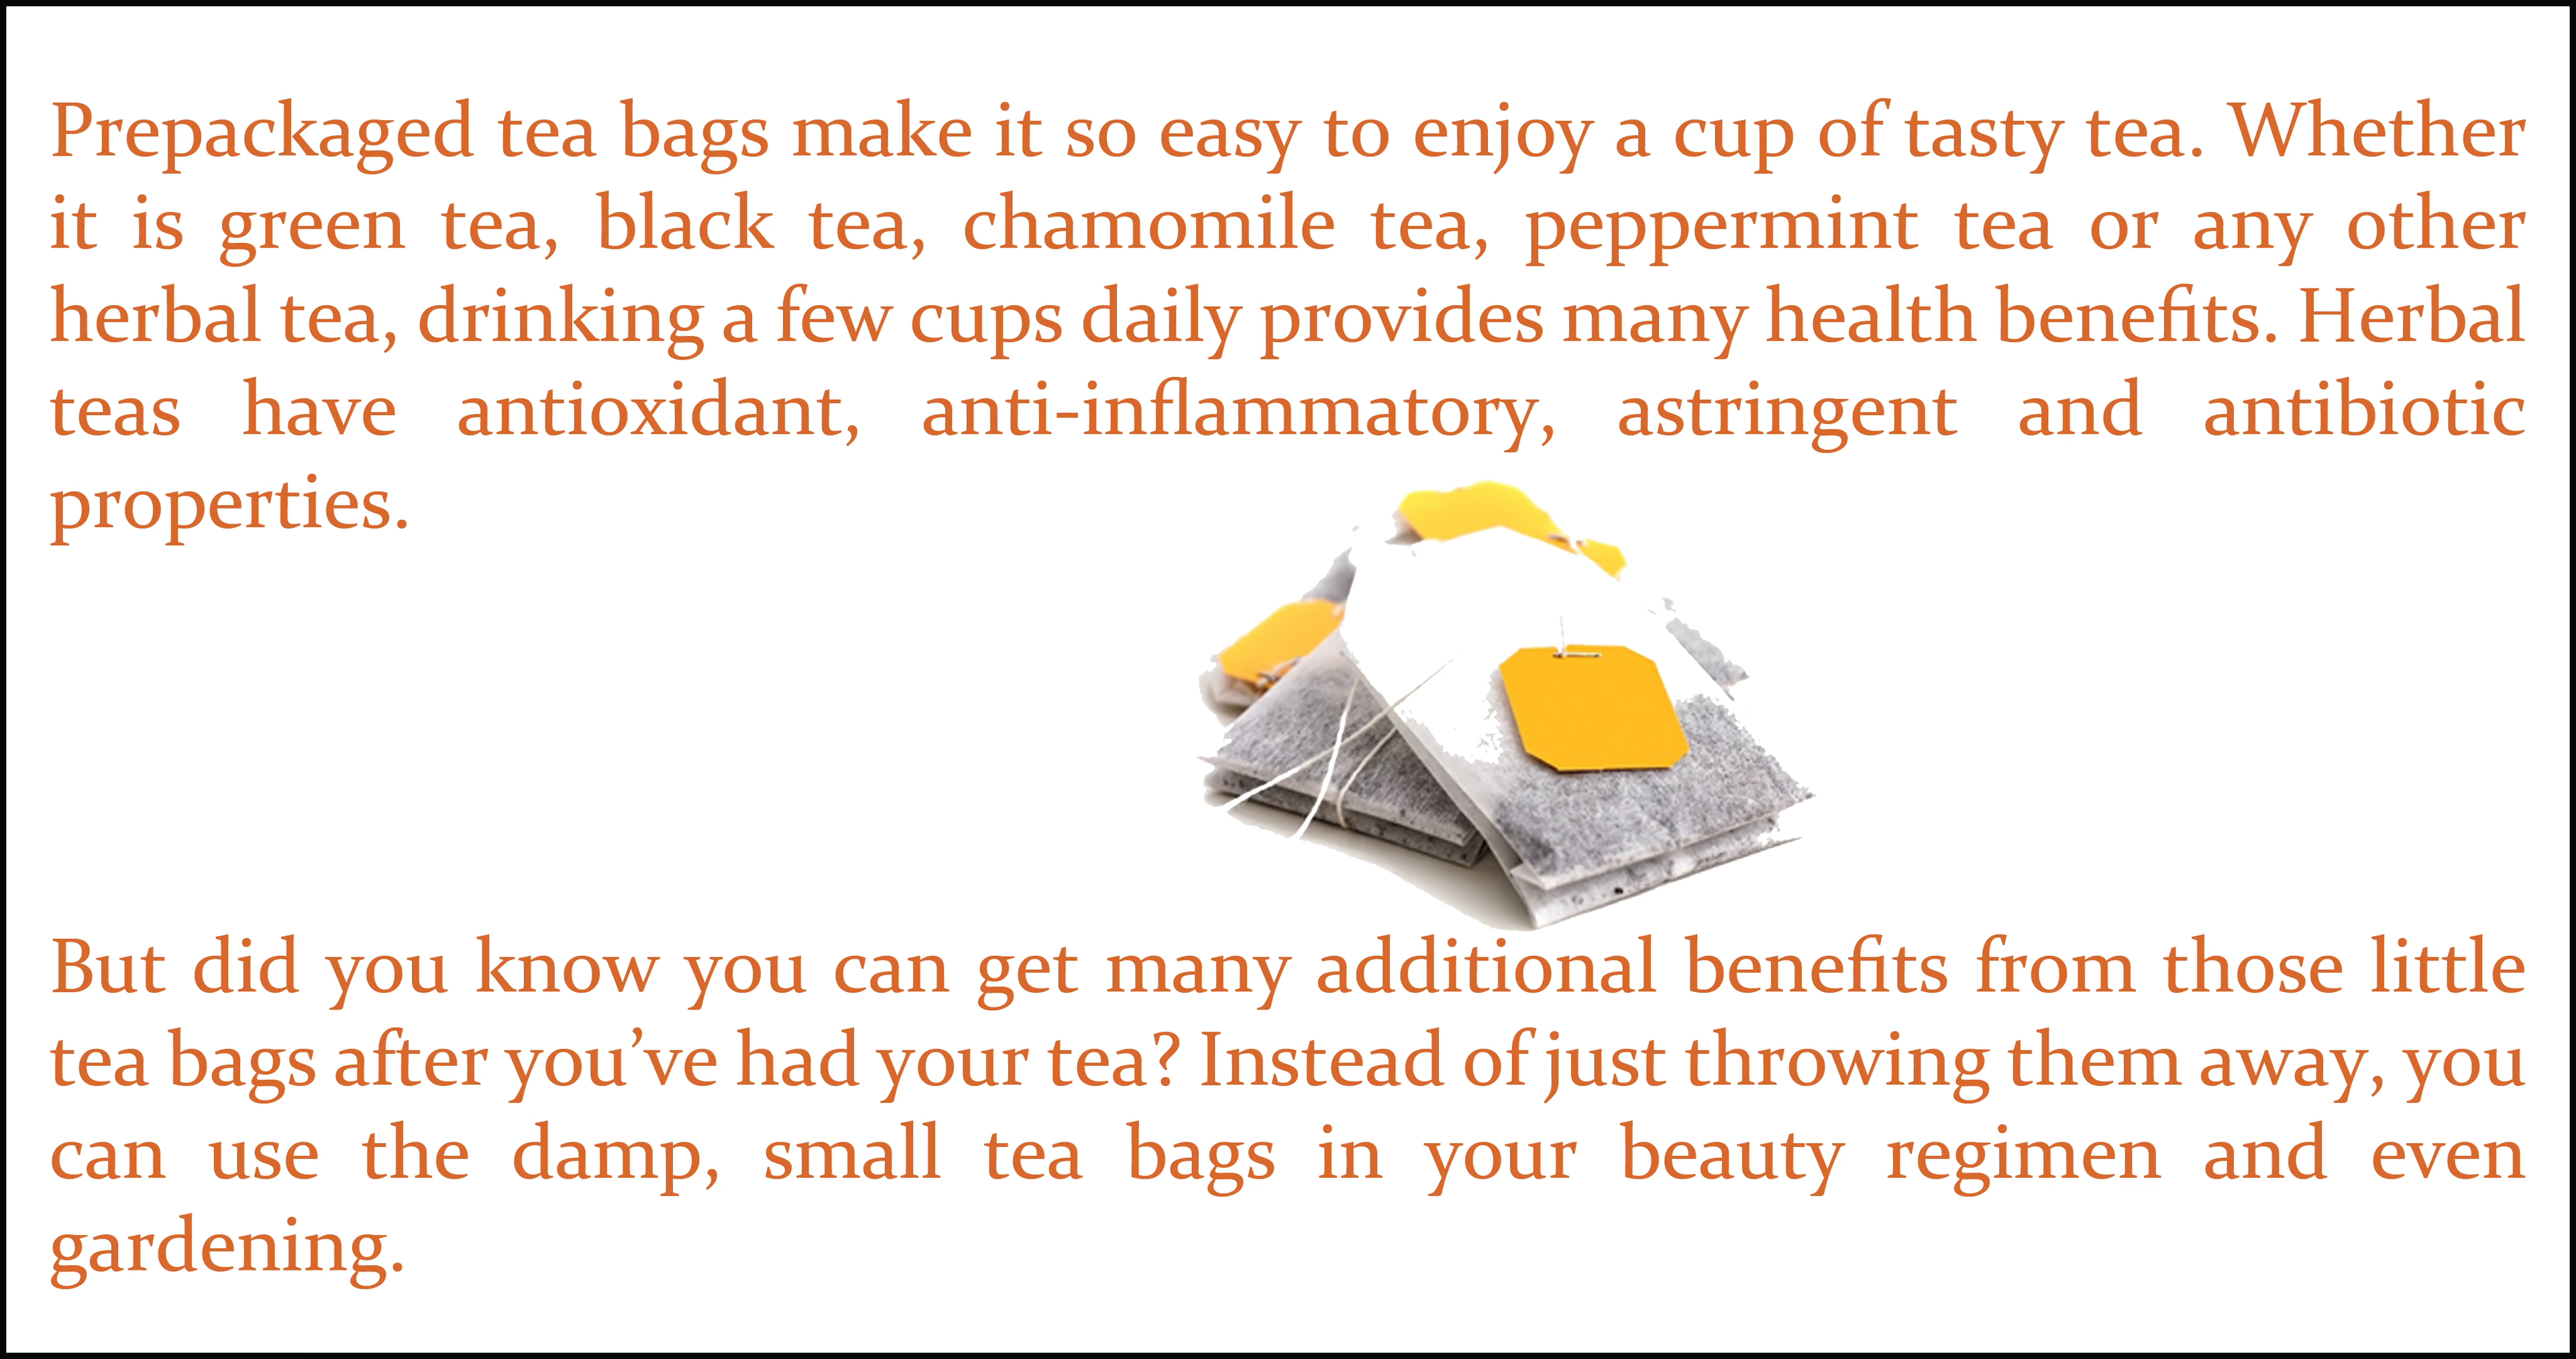 Prepackaged tea bags make it so easy to enjoy a cup of tasty tea. Whether
it is green tea, black tea, chamomile tea, peppermint tea or any other
herbal tea, drinking a few cups daily provides many health benefits. Herbal
teas have antioxidant, anti-inflammatory, astringent and antibiotic
properties.
But did you know you can get many additional benefits from those little
tea bags after you’ve had your tea? Instead of just throwing them away, you
can use the damp, small tea bags in your beauty regimen and even
gardening.